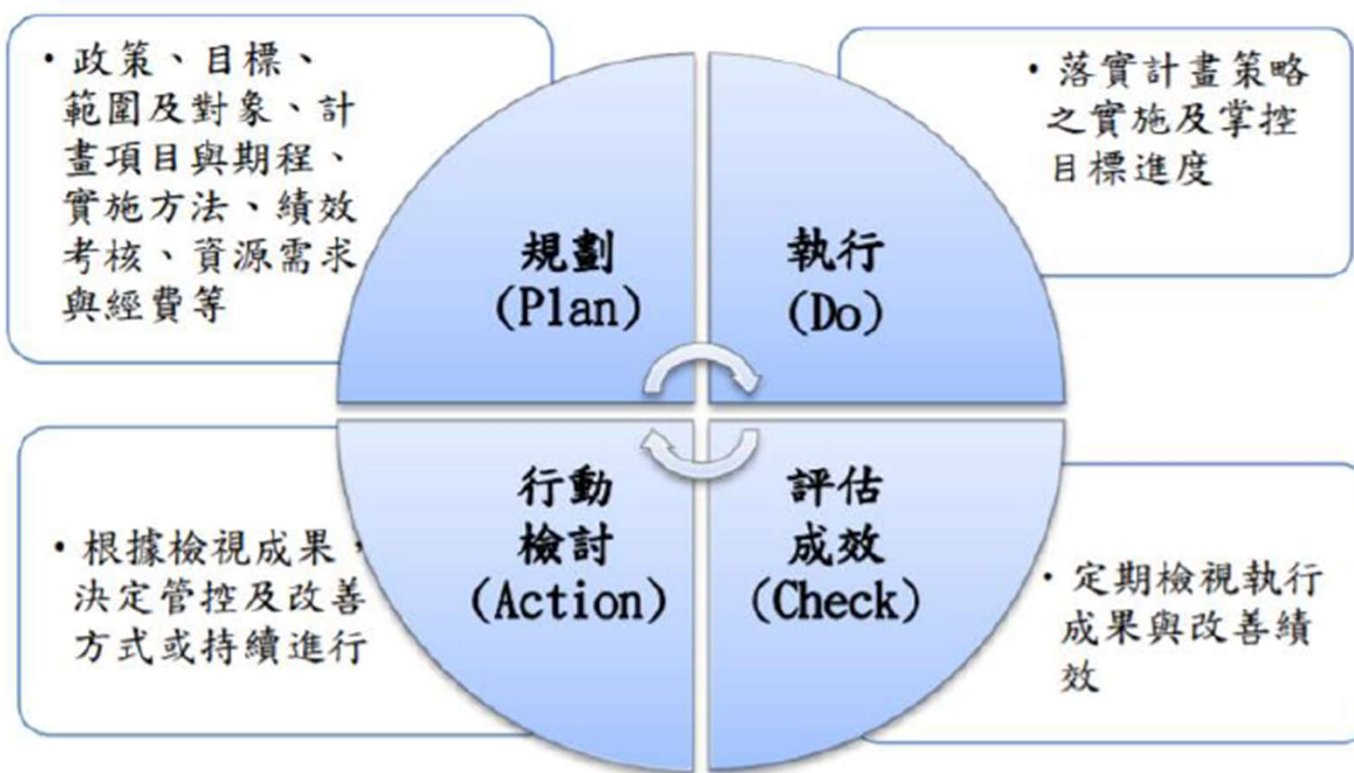 • 政策、目標、
範圍及對象、計
畫項目與期程、
實施方法、績效
考核、資源需求
與經費等
規劃
(Plan)
執行
(Do)
• 落實計畫策略
之實施及掌控
目標進度
• 根據檢視成果，
決定管控及改善
方式或持續進行
行動
檢討
(Action)
評估
成效
(Check)
• 定期檢視執行
成果與改善績
效